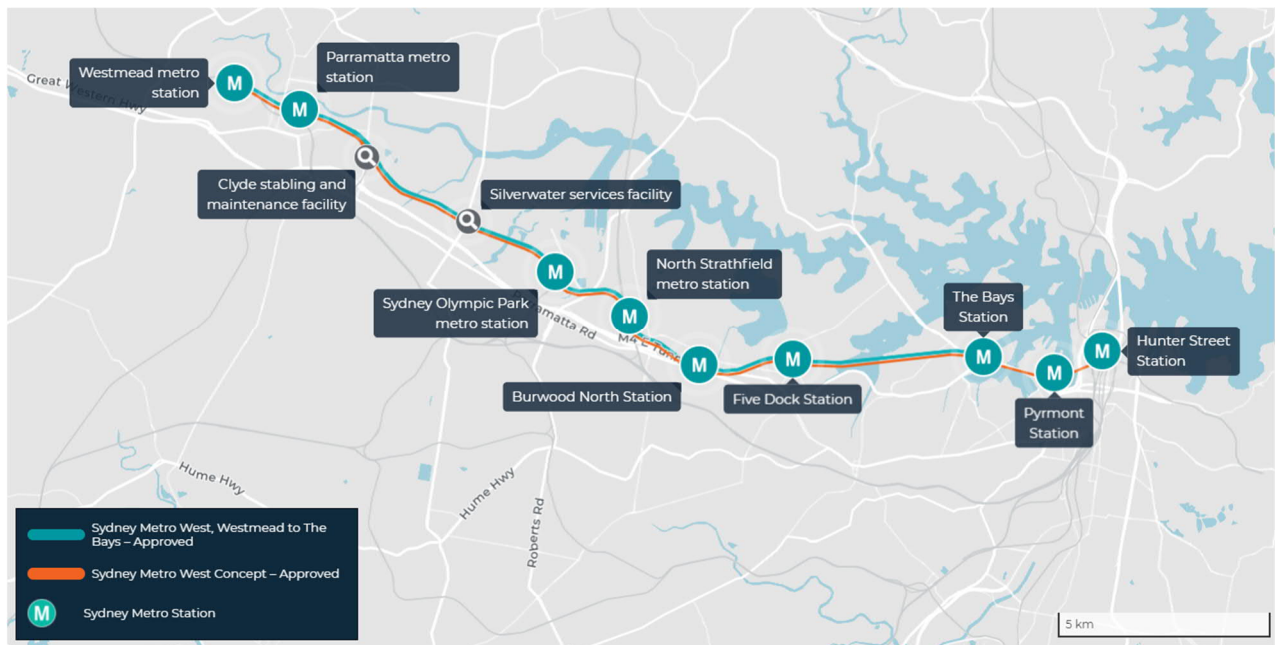 Great Western Hwy
Westmead metro
station
M
Parramatta metro
station
M
Clyde stabling and
maintenance facility
Silverwater services facility
M
Sydney Olympic Park
metro station
North Strathfield
metro station
M
Parramatta Rd
M4 E Tunn
M
Burwood North Station
M
Five Dock Station
The Bays
Station
M
M
Pyrmont
Station
M
Hunter Street
Station
Hume Hwy
Hume Hwy
Roberts Rd
Sydney Metro West, Westmead to The
Bays – Approved
Sydney Metro West Concept – Approved
M
Sydney Metro Station
5 km